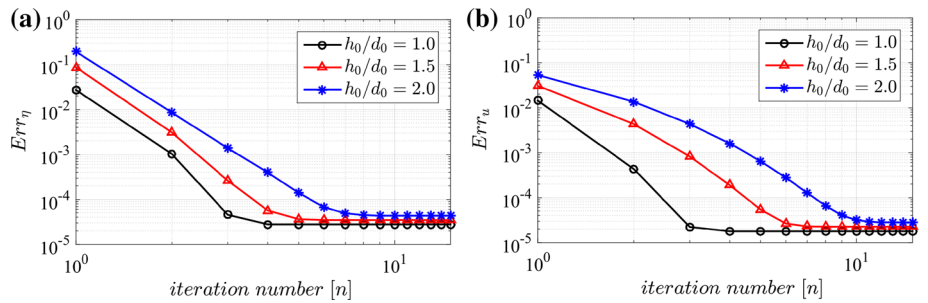 (a)
10^0
10^-1
10^-2
10^-3
10^-4
10^-5
Err_η
h_0/d_0 = 1.0
h_0/d_0 = 1.5
h_0/d_0 = 2.0
10^0
10^1
iteration number [n]
(b)
10^0
10^-1
10^-2
10^-3
10^-4
10^-5
Err_u
h_0/d_0 = 1.0
h_0/d_0 = 1.5
h_0/d_0 = 2.0
10^0
10^1
iteration number [n]